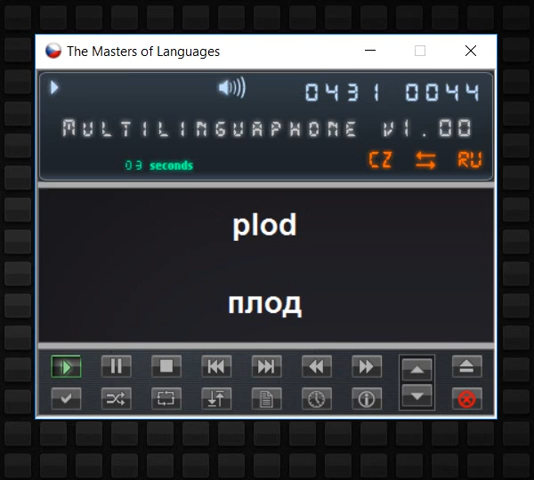 The Masters of Languages
0431 0044
MULTILINGUAPHONE v1.00
03 seconds
CZ RU
plod
плод